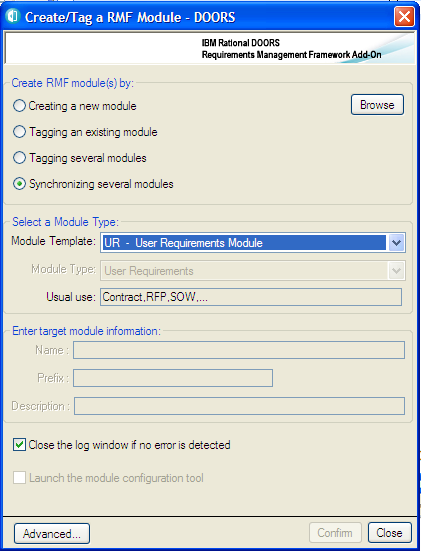 Create/Tag a RMF Module - DOORS
IBM Rational DOORS
Requirements Management Framework Add-On
Create RMF module(s) by:
Creating a new module
Browse
Tagging an existing module
Tagging several modules
Synchronizing several modules
Select a Module Type:
Module Template: UR - User Requirements Module
Module Type: User Requirements
Usual use: Contract,RFP,SOW,...
Enter target module information:
Name :
Prefix :
Description :
Close the log window if no error is detected
Launch the module configuration tool
Advanced... Confirm Close